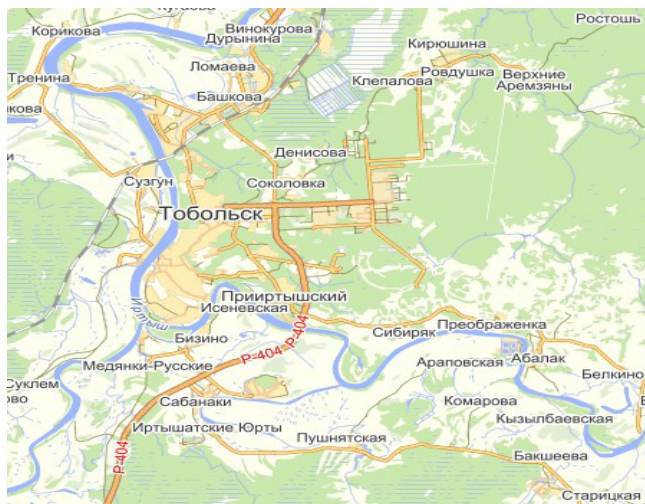 Ростошь
Корикова
Винокурова
Дурынина
Кирюшина
Ломаева
Ровдушка
Верхние
Аремзяны
Тренина
Клепалова
Башкова
Денисова
Сузгун
Соколовка
Тобольск
Прииртышский
Иртыш
Исеневская
Р-404
Преображенка
Сибиряк
Бизино
Р-404
Медянки-Русские
Араповская
Абалак
Белкино
Суклем
Сабанаки
Комарова
Кызылбаевская
Иртышатские Юрты
Пушнятская
Р-404
Бакшеева
Старицкая